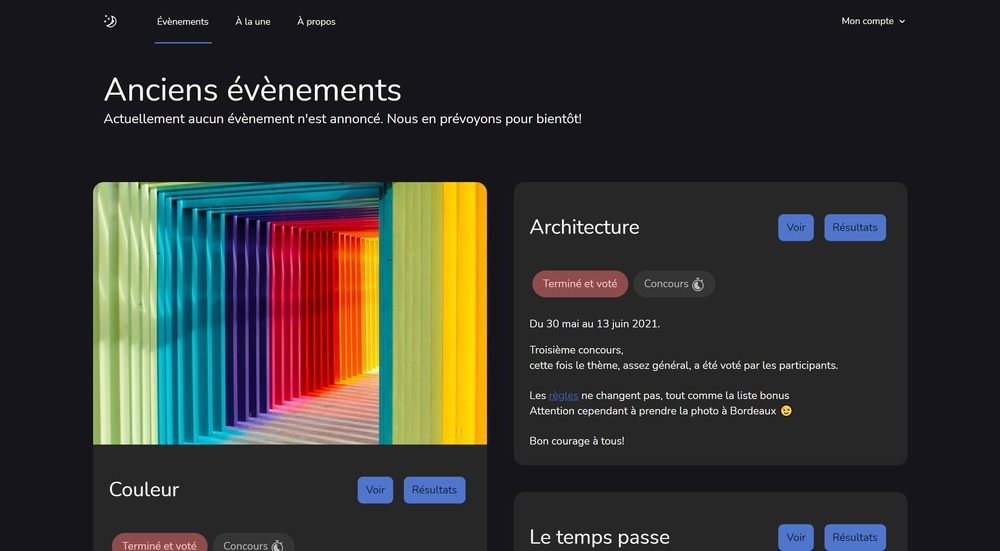 Évènements À la une À propos Mon compte
Anciens évènements
Actuellement aucun évènement n'est annoncé. Nous en prévoyons pour bientôt!
Architecture Voir Résultats
Terminé et voté Concours
Du 30 mai au 13 juin 2021.
Troisième concours,
cette fois le thème, assez général, a été voté par les participants.
Les règles ne changent pas, tout comme la liste bonus
Attention cependant à prendre la photo à Bordeaux 😉
Bon courage à tous!
Couleur Voir Résultats
Terminé et voté Concours
Le temps passe Voir Résultats